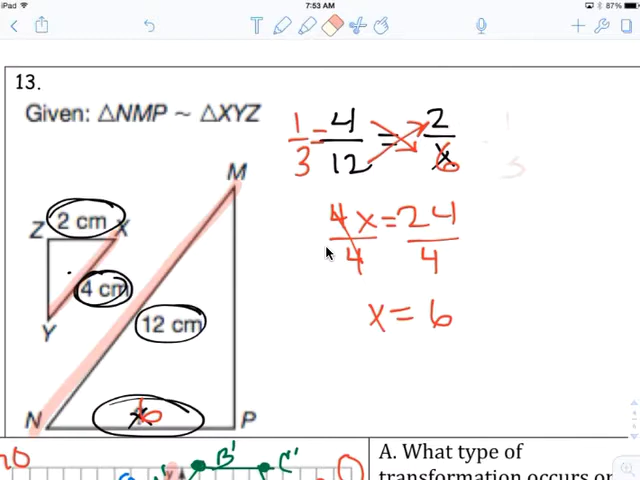 iPad
7:53 AM
87%
T
13.
Given: △NMP ~ △XYZ
1/3 = 4/12 = 2/x 6
4x = 24
4 4
x = 6
M
Z 2 cm X
4 cm
Y
12 cm
N x 6 P
B' C'
A. What type of
transformation occurs or